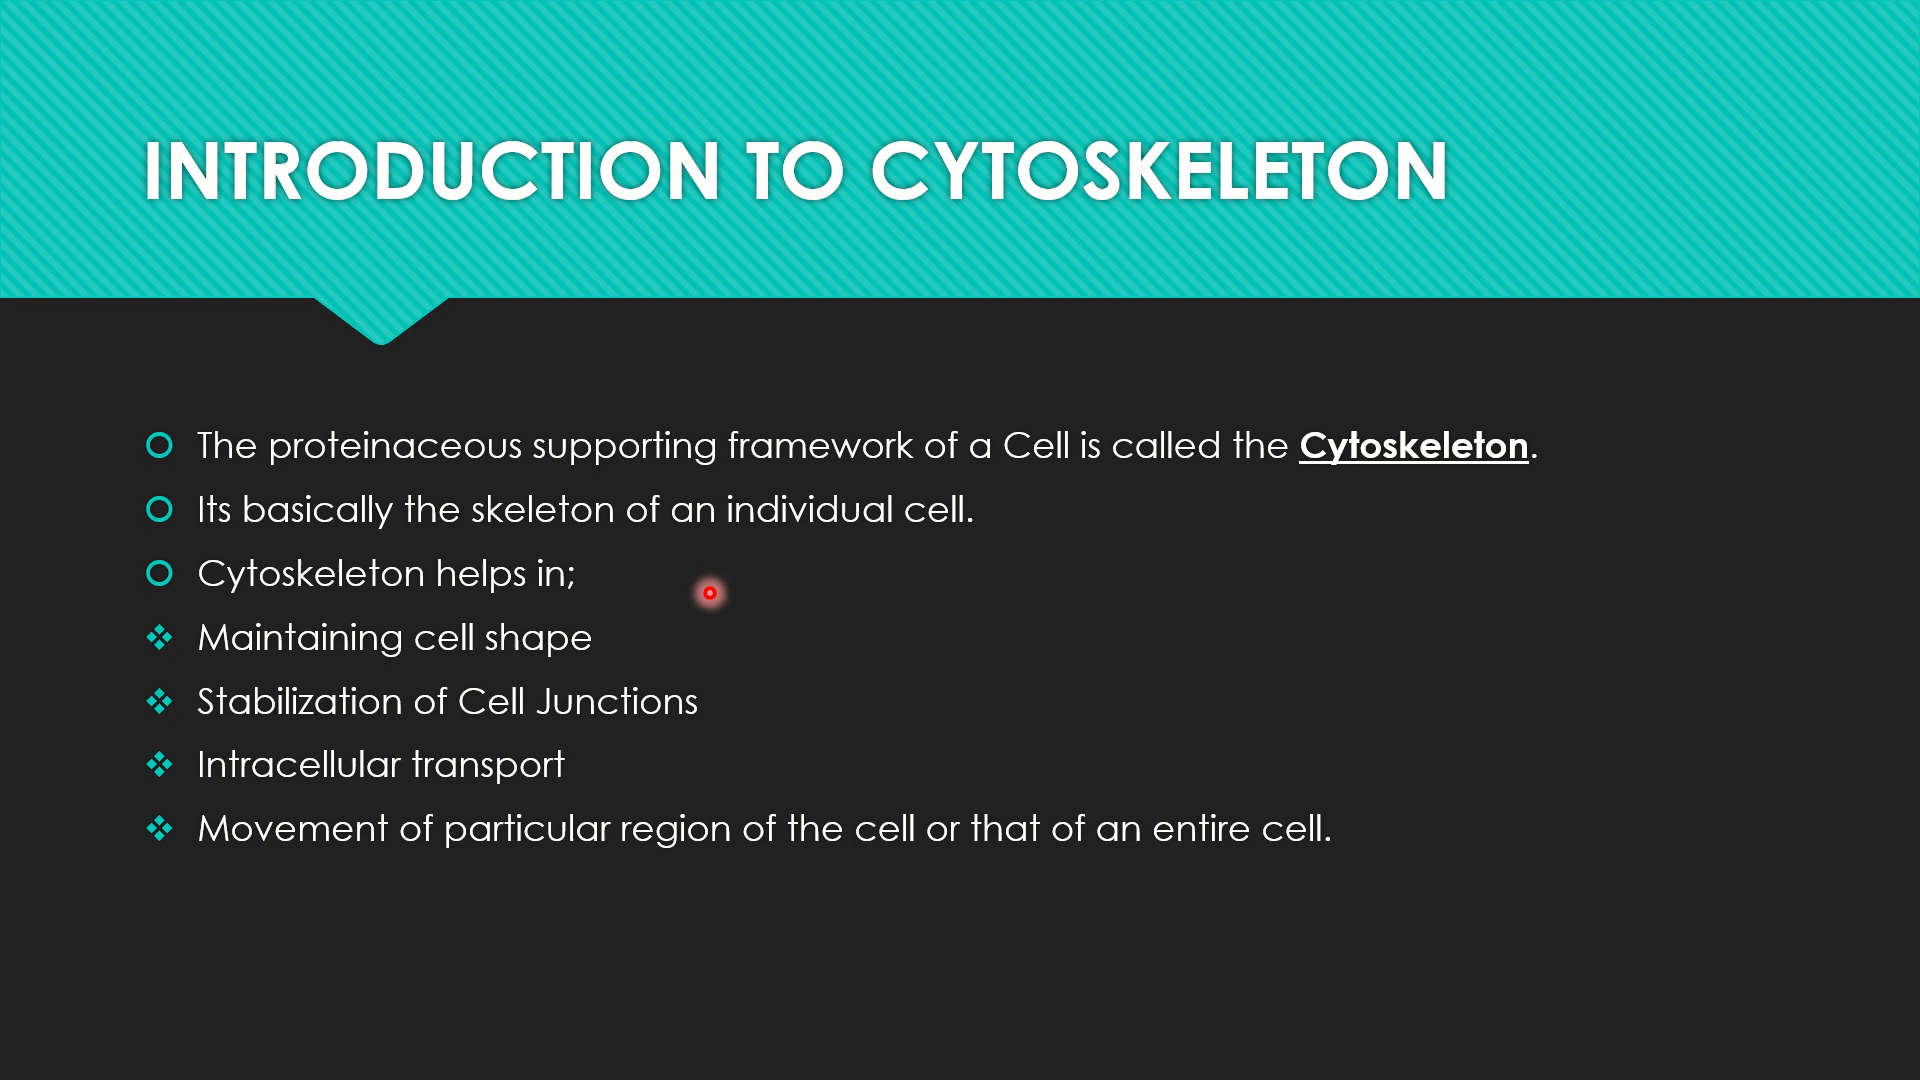 INTRODUCTION TO CYTOSKELETON
The proteinaceous supporting framework of a Cell is called the Cytoskeleton.
Its basically the skeleton of an individual cell.
Cytoskeleton helps in;
Maintaining cell shape
Stabilization of Cell Junctions
Intracellular transport
Movement of particular region of the cell or that of an entire cell.